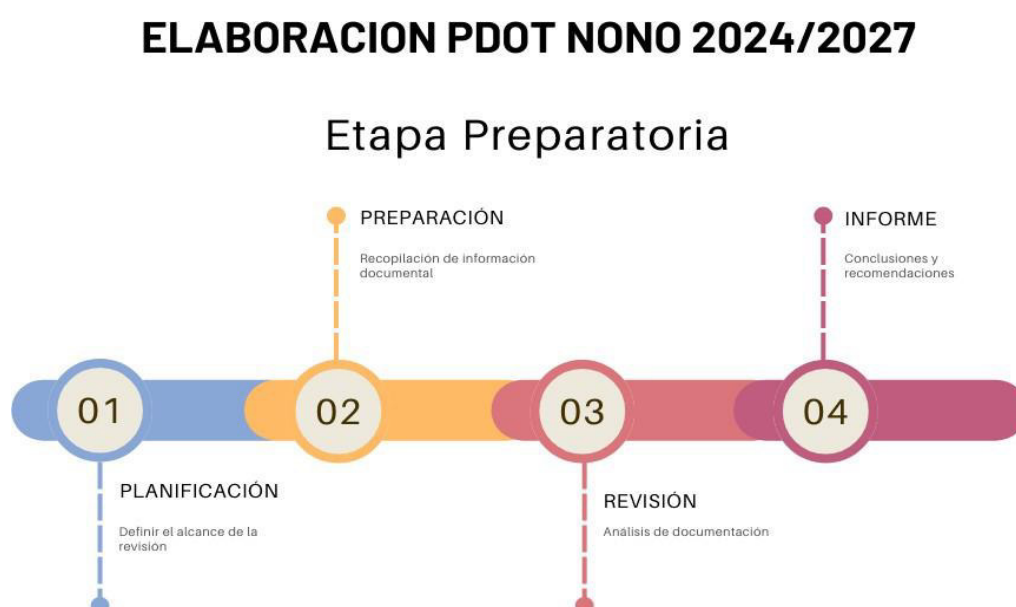 ELABORACION PDOT NONO 2024/2027
Etapa Preparatoria
01
PLANIFICACIÓN
Definir el alcance de la
revisión
02
PREPARACIÓN
Recopilación de información
documental
03
REVISIÓN
Análisis de documentación
04
INFORME
Conclusiones y
recomendaciones